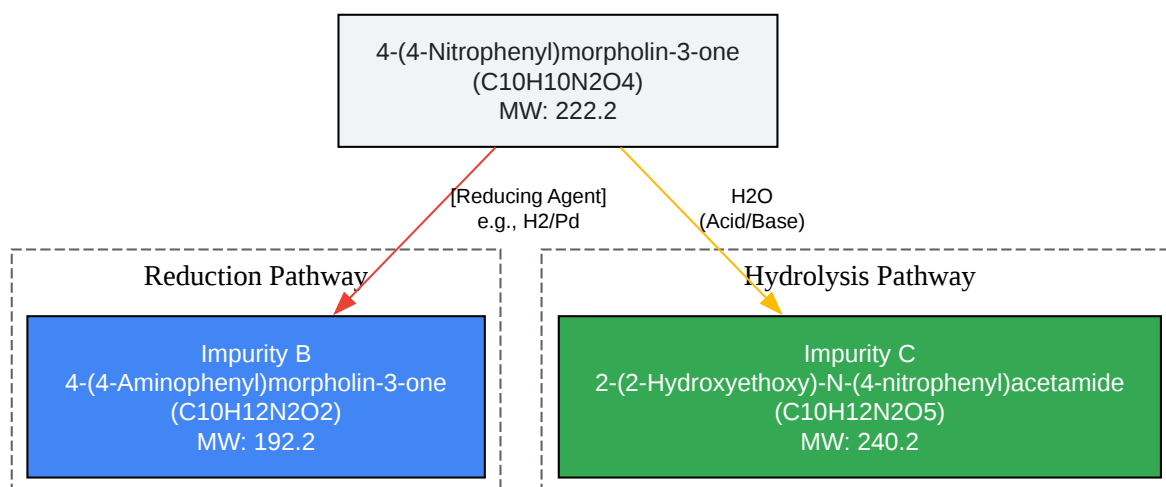 4-(4-Nitrophenyl)morpholin-3-one
(C10H10N2O4)
MW: 222.2
[Reducing Agent]
e.g., H2/Pd
H2O
(Acid/Base)
Reduction Pathway
Hydrolysis Pathway
Impurity B
4-(4-Aminophenyl)morpholin-3-one
(C10H12N2O2)
MW: 192.2
Impurity C
2-(2-Hydroxyethoxy)-N-(4-nitrophenyl)acetamide
(C10H12N2O5)
MW: 240.2